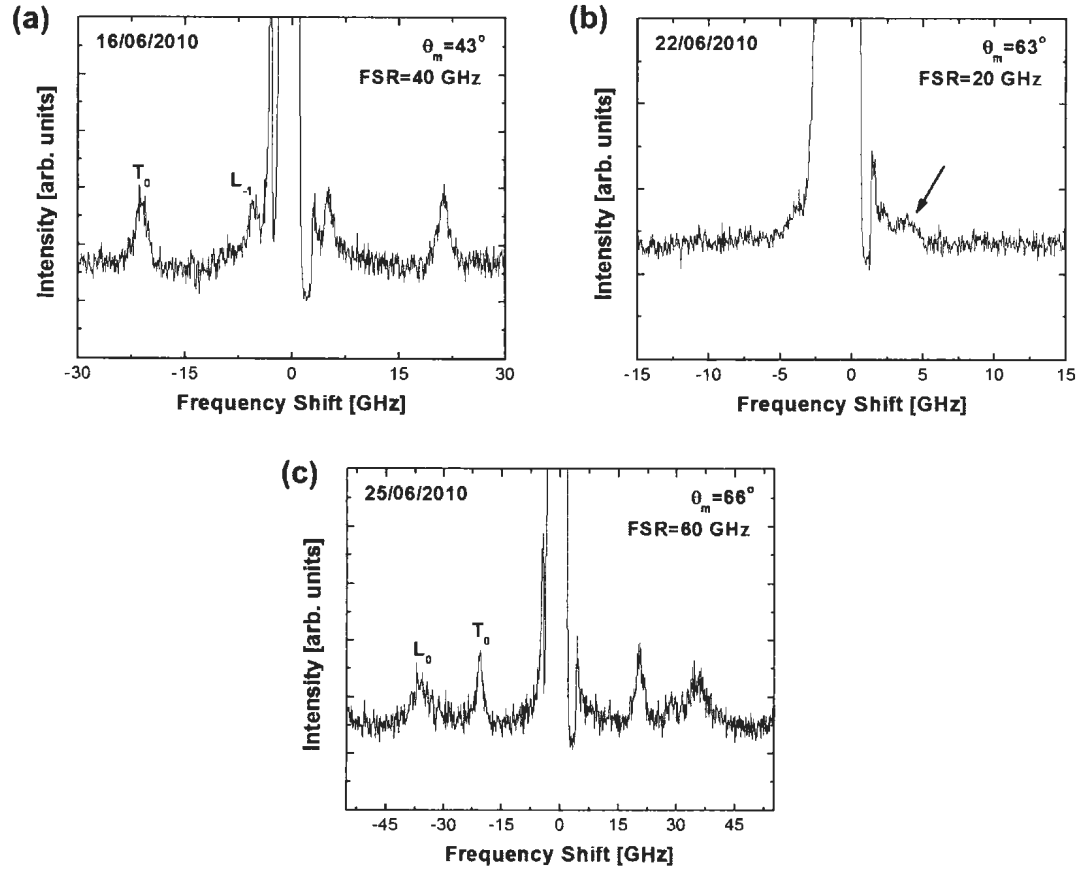 (a)
16/06/2010
θm=43°
FSR=40 GHz
T0
L-1
Intensity [arb. units]
-30 -15 0 15 30
Frequency Shift [GHz]
(b)
22/06/2010
θm=63°
FSR=20 GHz
Intensity [arb. units]
-15 -10 -5 0 5 10 15
Frequency Shift [GHz]
(c)
25/06/2010
θm=66°
FSR=60 GHz
L0
T0
Intensity [arb. units]
-45 -30 -15 0 15 30 45
Frequency Shift [GHz]